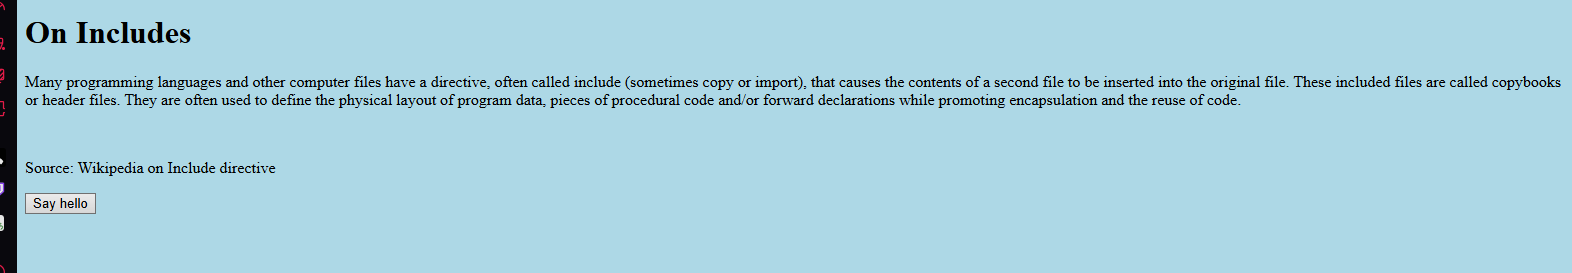 On Includes
Many programming languages and other computer files have a directive, often called include (sometimes copy or import), that causes the contents of a second file to be inserted into the original file. These included files are called copybooks
or header files. They are often used to define the physical layout of program data, pieces of procedural code and/or forward declarations while promoting encapsulation and the reuse of code.
Source: Wikipedia on Include directive
Say hello